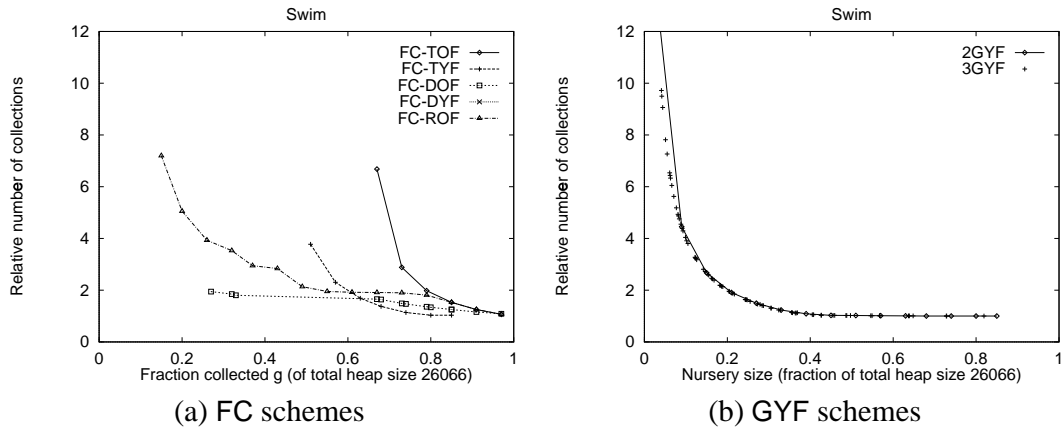 Swim
12
10
8
6
4
2
0
0 0.2 0.4 0.6 0.8 1
Relative number of collections
Fraction collected g (of total heap size 26066)
FC-TOF
FC-TYF
FC-DOF
FC-DYF
FC-ROF
(a) FC schemes
Swim
12
10
8
6
4
2
0
0 0.2 0.4 0.6 0.8 1
Relative number of collections
Nursery size (fraction of total heap size 26066)
2GYF
3GYF
(b) GYF schemes